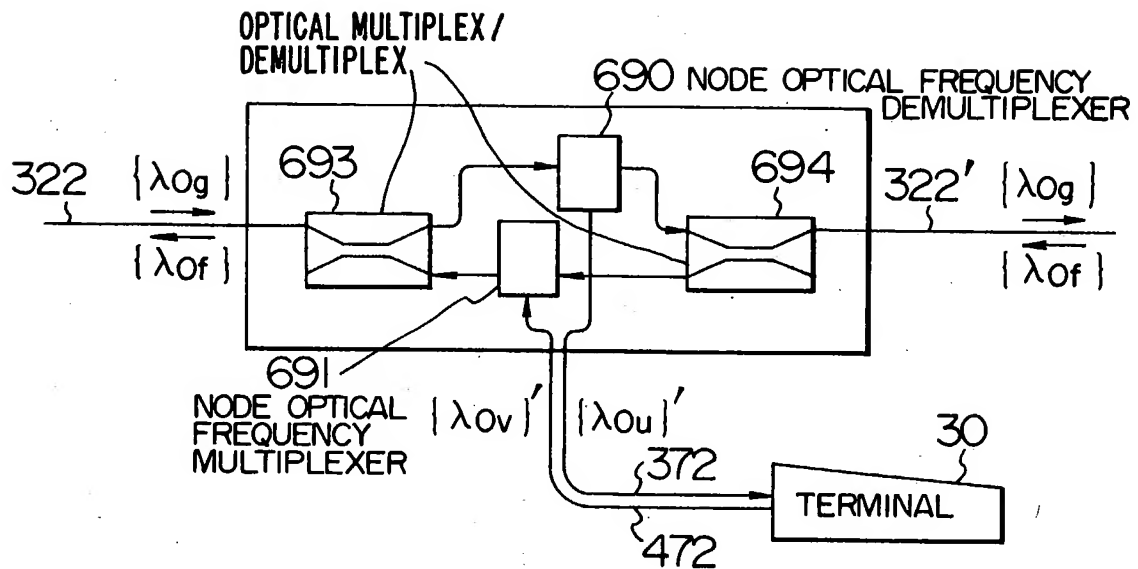 OPTICAL MULTIPLEX/
DEMULTIPLEX
690 NODE OPTICAL FREQUENCY
DEMULTIPLEXER
322
{λOg}
{λOf}
693
694
322'
{λOg}
{λOf}
691
NODE OPTICAL
FREQUENCY
MULTIPLEXER
{λOv}'
{λOu}'
372
472
30
TERMINAL